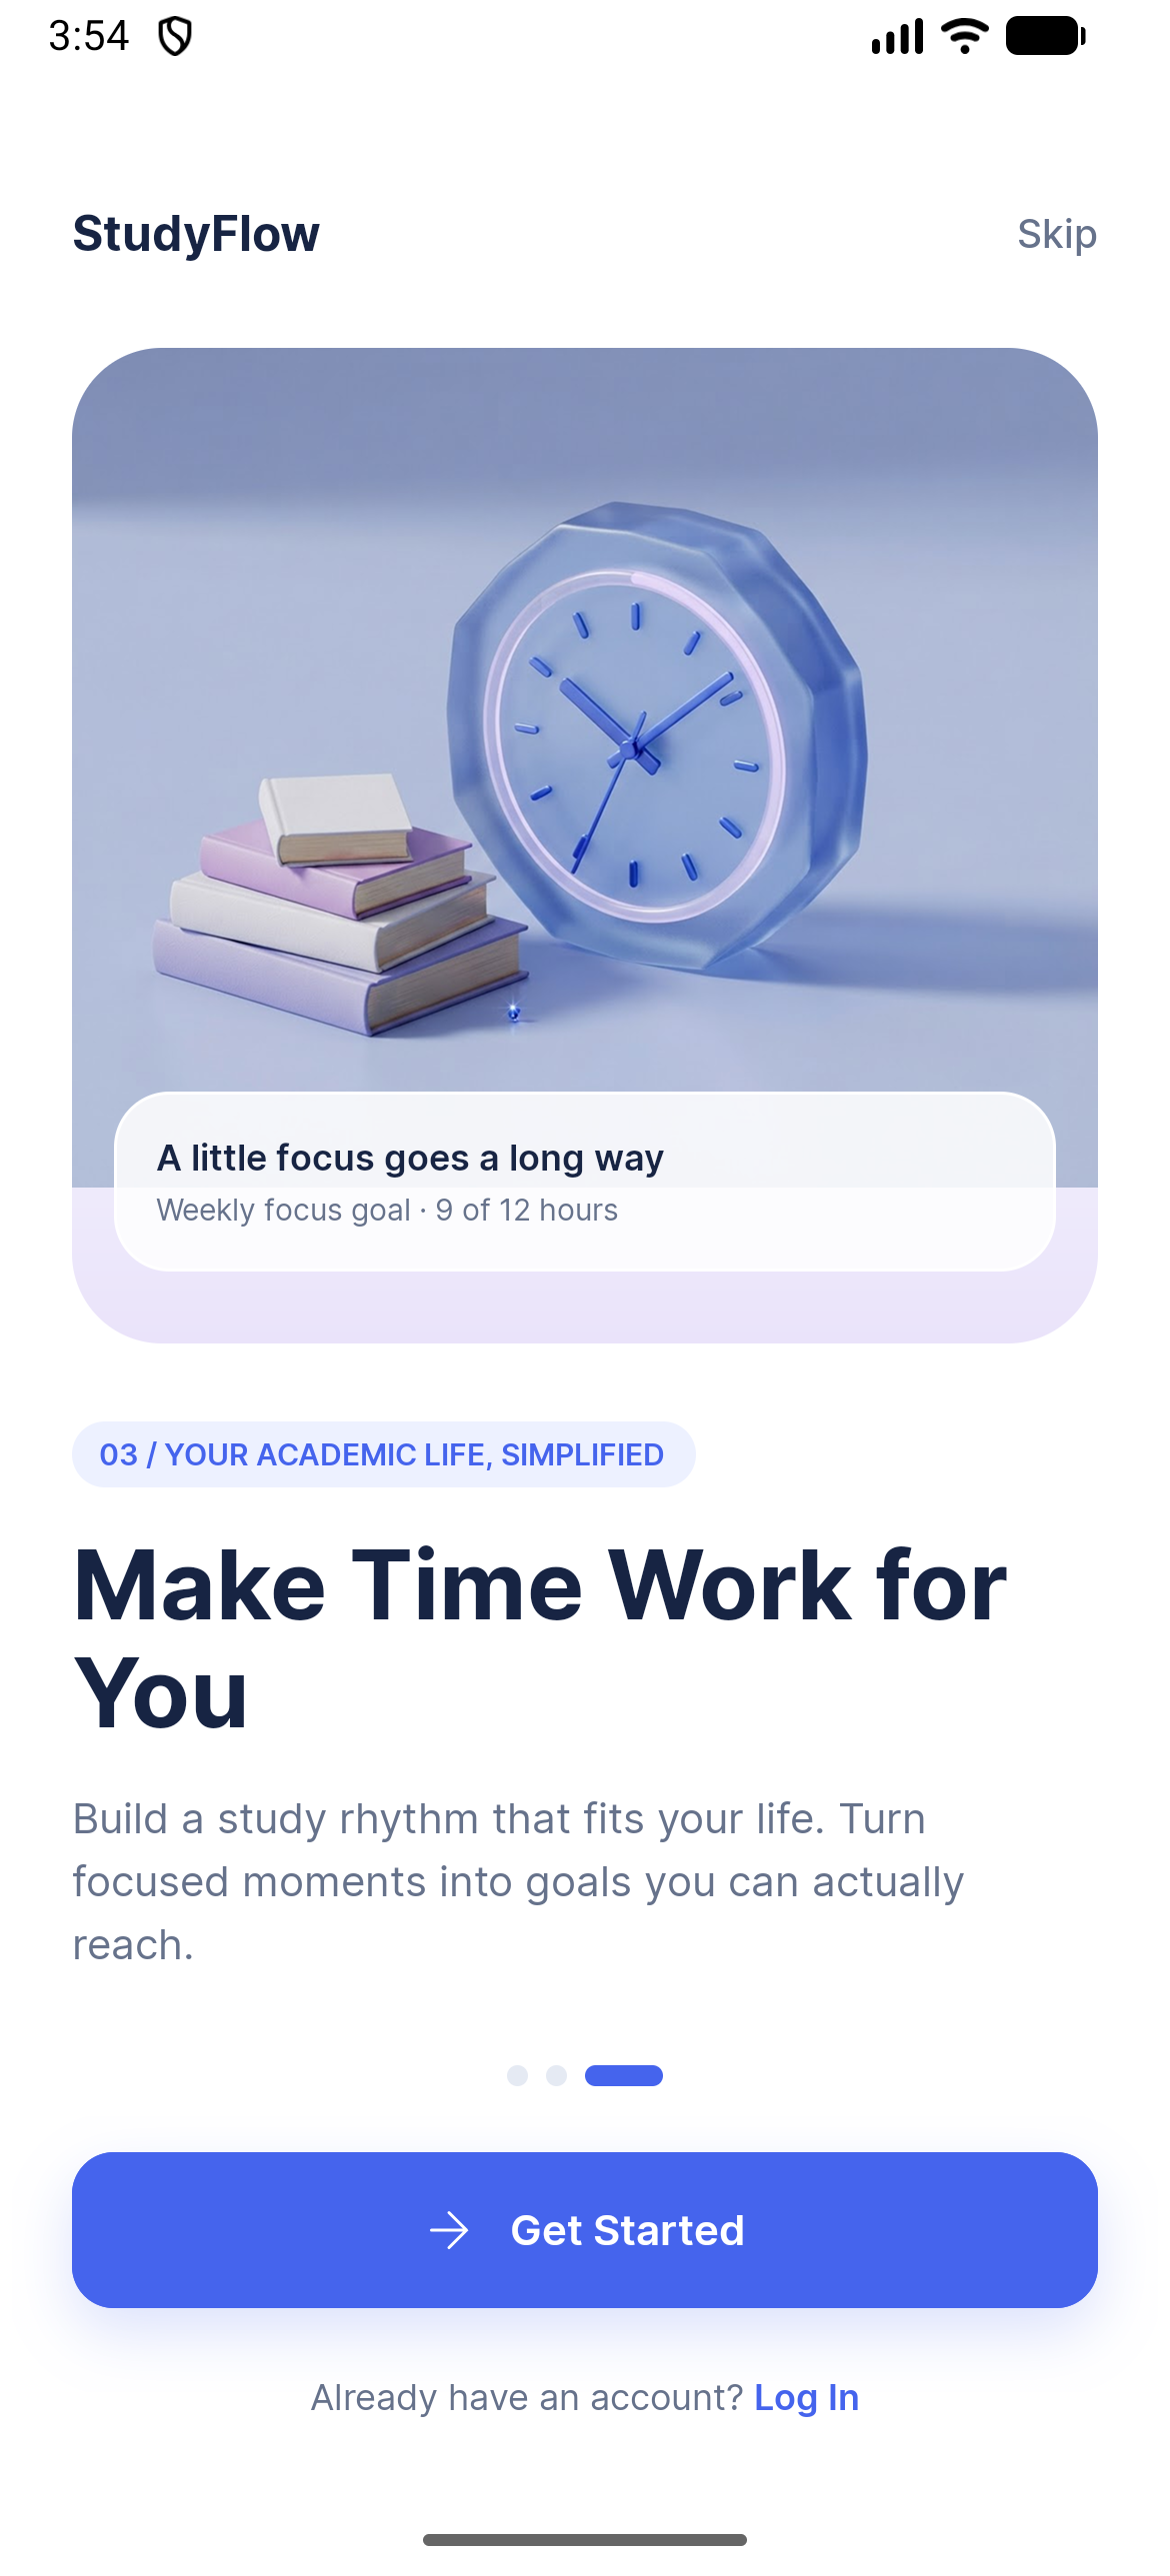 3:54
StudyFlow
Skip
A little focus goes a long way
Weekly focus goal · 9 of 12 hours
03 / YOUR ACADEMIC LIFE, SIMPLIFIED
Make Time Work for
You
Build a study rhythm that fits your life. Turn
focused moments into goals you can actually
reach.
Get Started
Already have an account? Log In